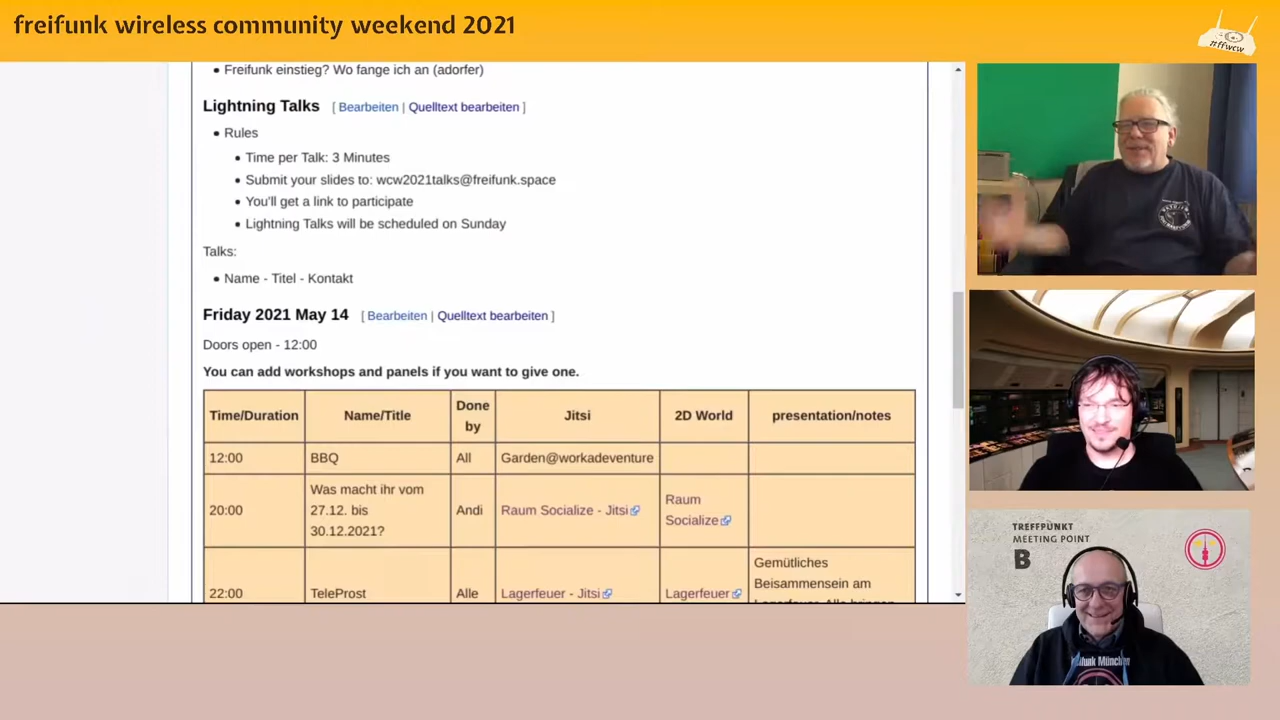 freifunk wireless community weekend 2021
#ffwcw
Freifunk einstieg? Wo fange ich an (adorfer)
Lightning Talks [ Bearbeiten | Quelltext bearbeiten ]
Rules
Time per Talk: 3 Minutes
Submit your slides to: wcw2021talks@freifunk.space
You'll get a link to participate
Lightning Talks will be scheduled on Sunday
Talks:
Name - Titel - Kontakt
Friday 2021 May 14 [ Bearbeiten | Quelltext bearbeiten ]
Doors open - 12:00
You can add workshops and panels if you want to give one.
Time/Duration Name/Title Done by Jitsi 2D World presentation/notes
12:00 BBQ All Garden@workadeventure
20:00 Was macht ihr vom 27.12. bis 30.12.2021? Andi Raum Socialize - Jitsi Raum Socialize
22:00 TeleProst Alle Lagerfeuer - Jitsi Lagerfeuer Gemütliches Beisammensein am Lagerfeuer. Alle bringen
TREFFPUNKT
MEETING POINT
B
München